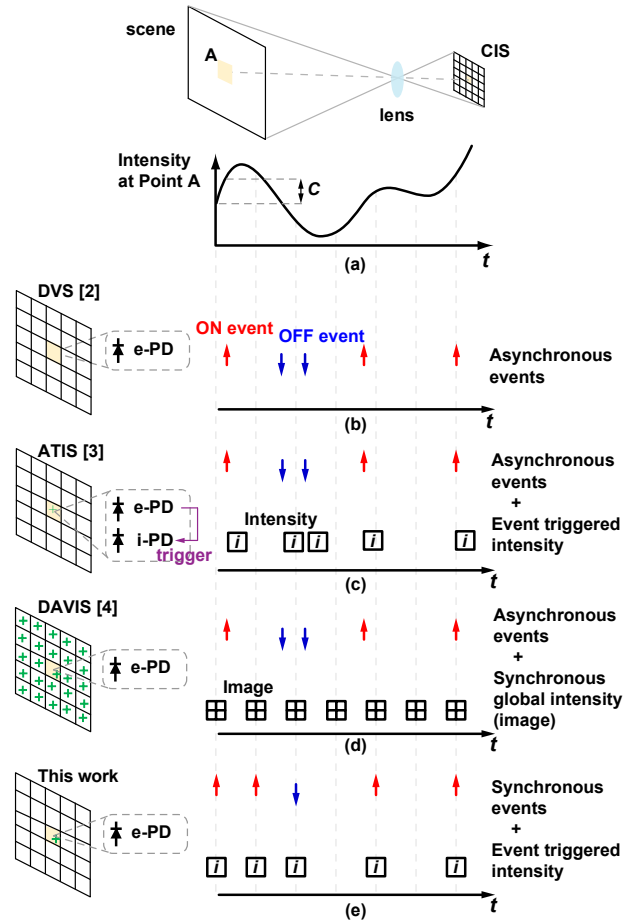 scene
A
CIS
lens
Intensity
at Point A
C
t
(a)
DVS [2]
e-PD
ON event
OFF event
Asynchronous
events
t
(b)
ATIS [3]
e-PD
i-PD
trigger
Intensity
i
i
i
i
i
Asynchronous
events
+
Event triggered
intensity
t
(c)
DAVIS [4]
e-PD
Image
Asynchronous
events
+
Synchronous
global intensity
(image)
t
(d)
This work
e-PD
i
i
i
i
i
Synchronous
events
+
Event triggered
intensity
t
(e)